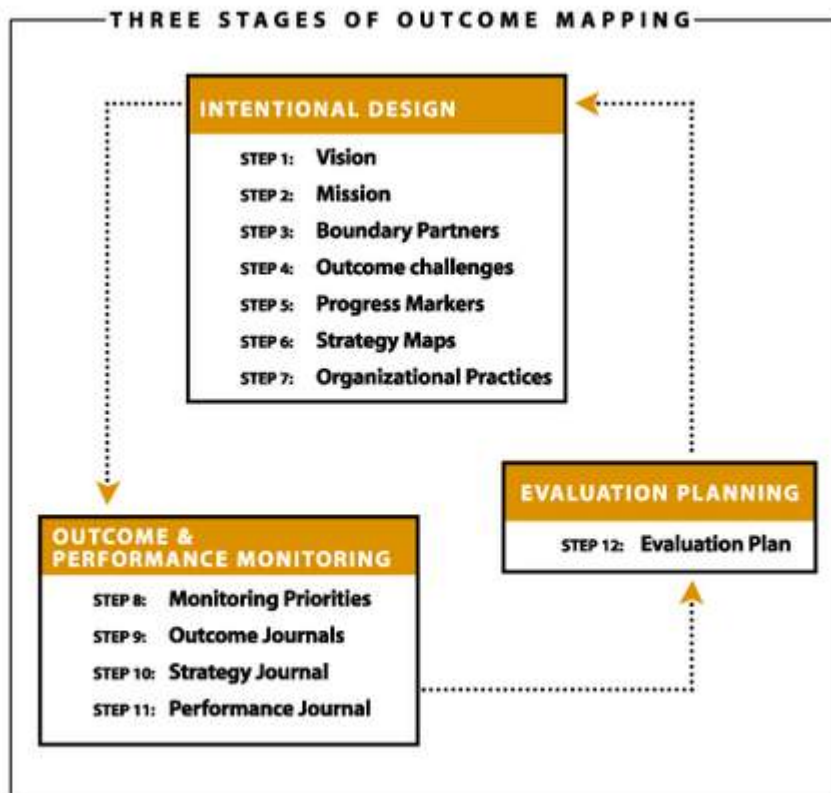 THREE STAGES OF OUTCOME MAPPING
INTENTIONAL DESIGN
STEP 1: Vision
STEP 2: Mission
STEP 3: Boundary Partners
STEP 4: Outcome challenges
STEP 5: Progress Markers
STEP 6: Strategy Maps
STEP 7: Organizational Practices
OUTCOME &
PERFORMANCE MONITORING
STEP 8: Monitoring Priorities
STEP 9: Outcome Journals
STEP 10: Strategy Journal
STEP 11: Performance Journal
EVALUATION PLANNING
STEP 12: Evaluation Plan